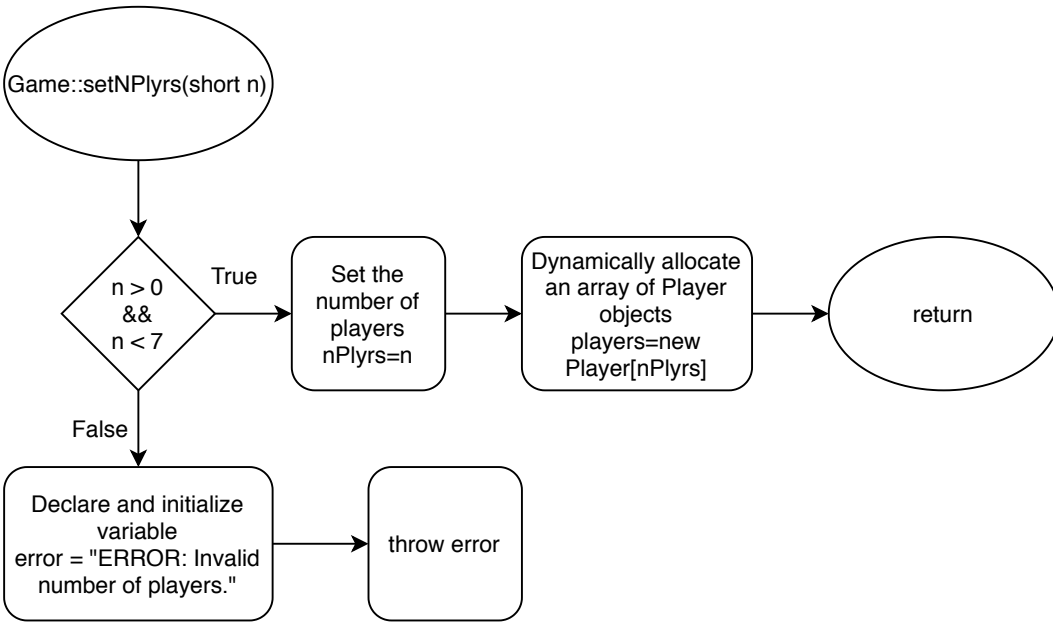 Game::setNPlyrs(short n)
n > 0
&&
n < 7
True
Set the
number of
players
nPlyrs=n
Dynamically allocate
an array of Player
objects
players=new
Player[nPlyrs]
return
False
Declare and initialize
variable
error = "ERROR: Invalid
number of players."
throw error